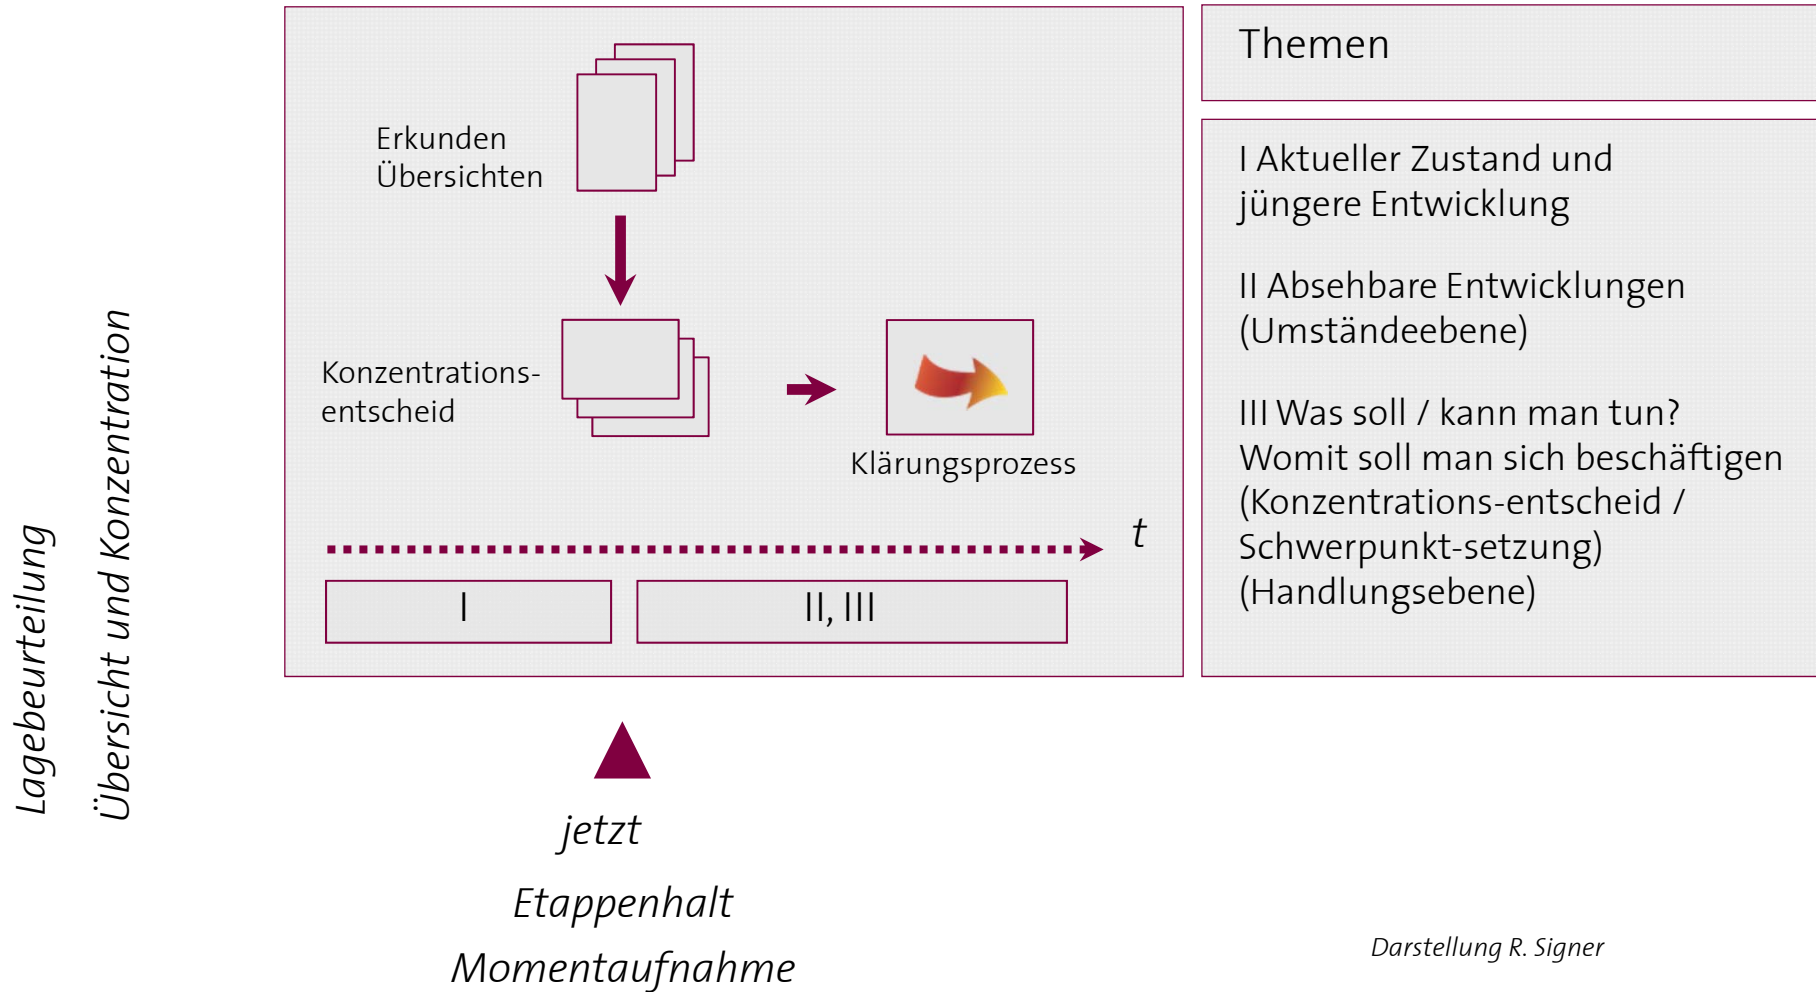 Lagebeurteilung
Übersicht und Konzentration
Erkunden
Übersichten
Konzentrations-
entscheid
Klärungsprozess
t
I
II, III
jetzt
Etappenhalt
Momentaufnahme
Themen
I Aktueller Zustand und
jüngere Entwicklung
II Absehbare Entwicklungen
(Umständeebene)
III Was soll / kann man tun?
Womit soll man sich beschäftigen
(Konzentrations-entscheid /
Schwerpunkt-setzung)
(Handlungsebene)
Darstellung R. Signer